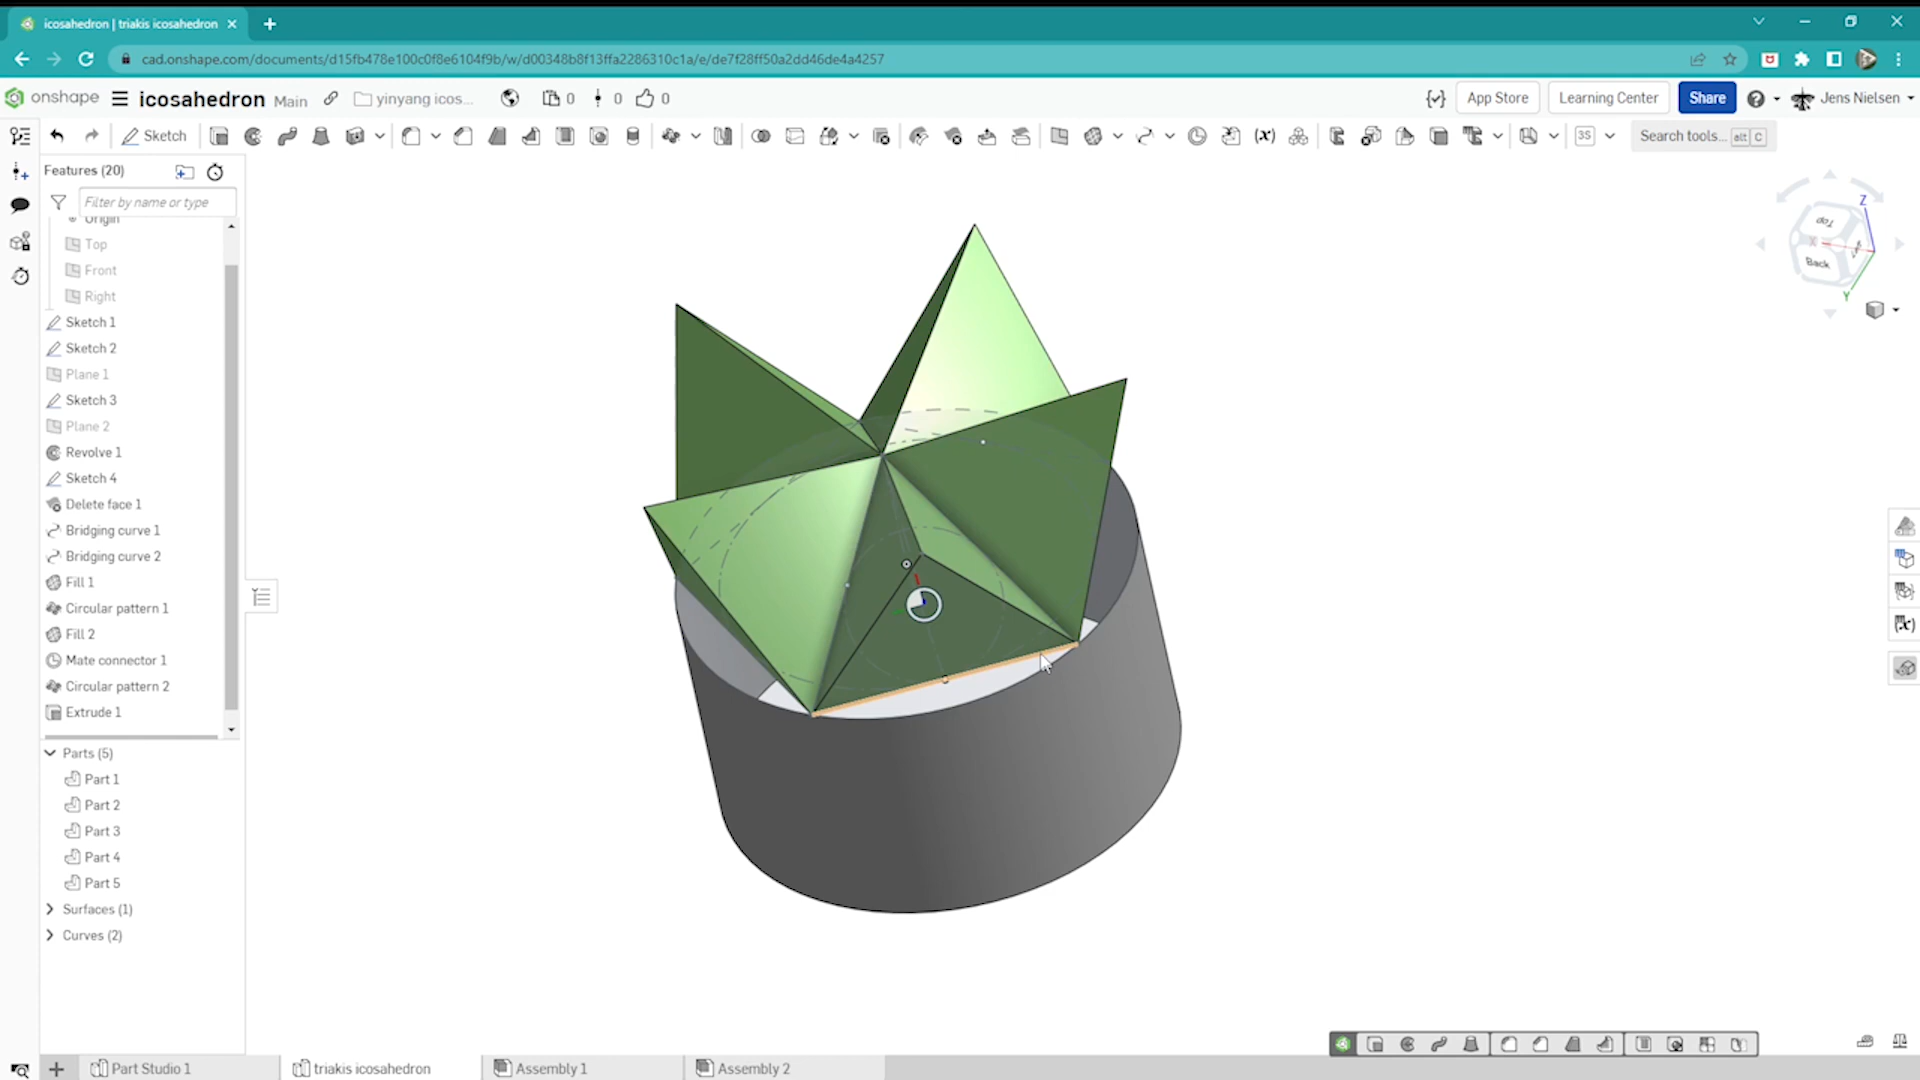 icosahedron | triakis icosahedron
cad.onshape.com/documents/d15fb478e100c0f8e6104f9b/w/d00348b8f13ffa2286310c1a/e/de7f28ff50a2dd46de4a4257
onshape icosahedron Main yinyang icos... 0 0 0 App Store Learning Center Share Jens Nielsen
Sketch (x) 3S Search tools... alt C
Features (20)
Filter by name or type
Origin
Top
Front
Right
Sketch 1
Sketch 2
Plane 1
Sketch 3
Plane 2
Revolve 1
Sketch 4
Delete face 1
Bridging curve 1
Bridging curve 2
Fill 1
Circular pattern 1
Fill 2
Mate connector 1
Circular pattern 2
Extrude 1
Parts (5)
Part 1
Part 2
Part 3
Part 4
Part 5
Surfaces (1)
Curves (2)
Z
Top
X
Back
Y
(x)
Part Studio 1 triakis icosahedron Assembly 1 Assembly 2